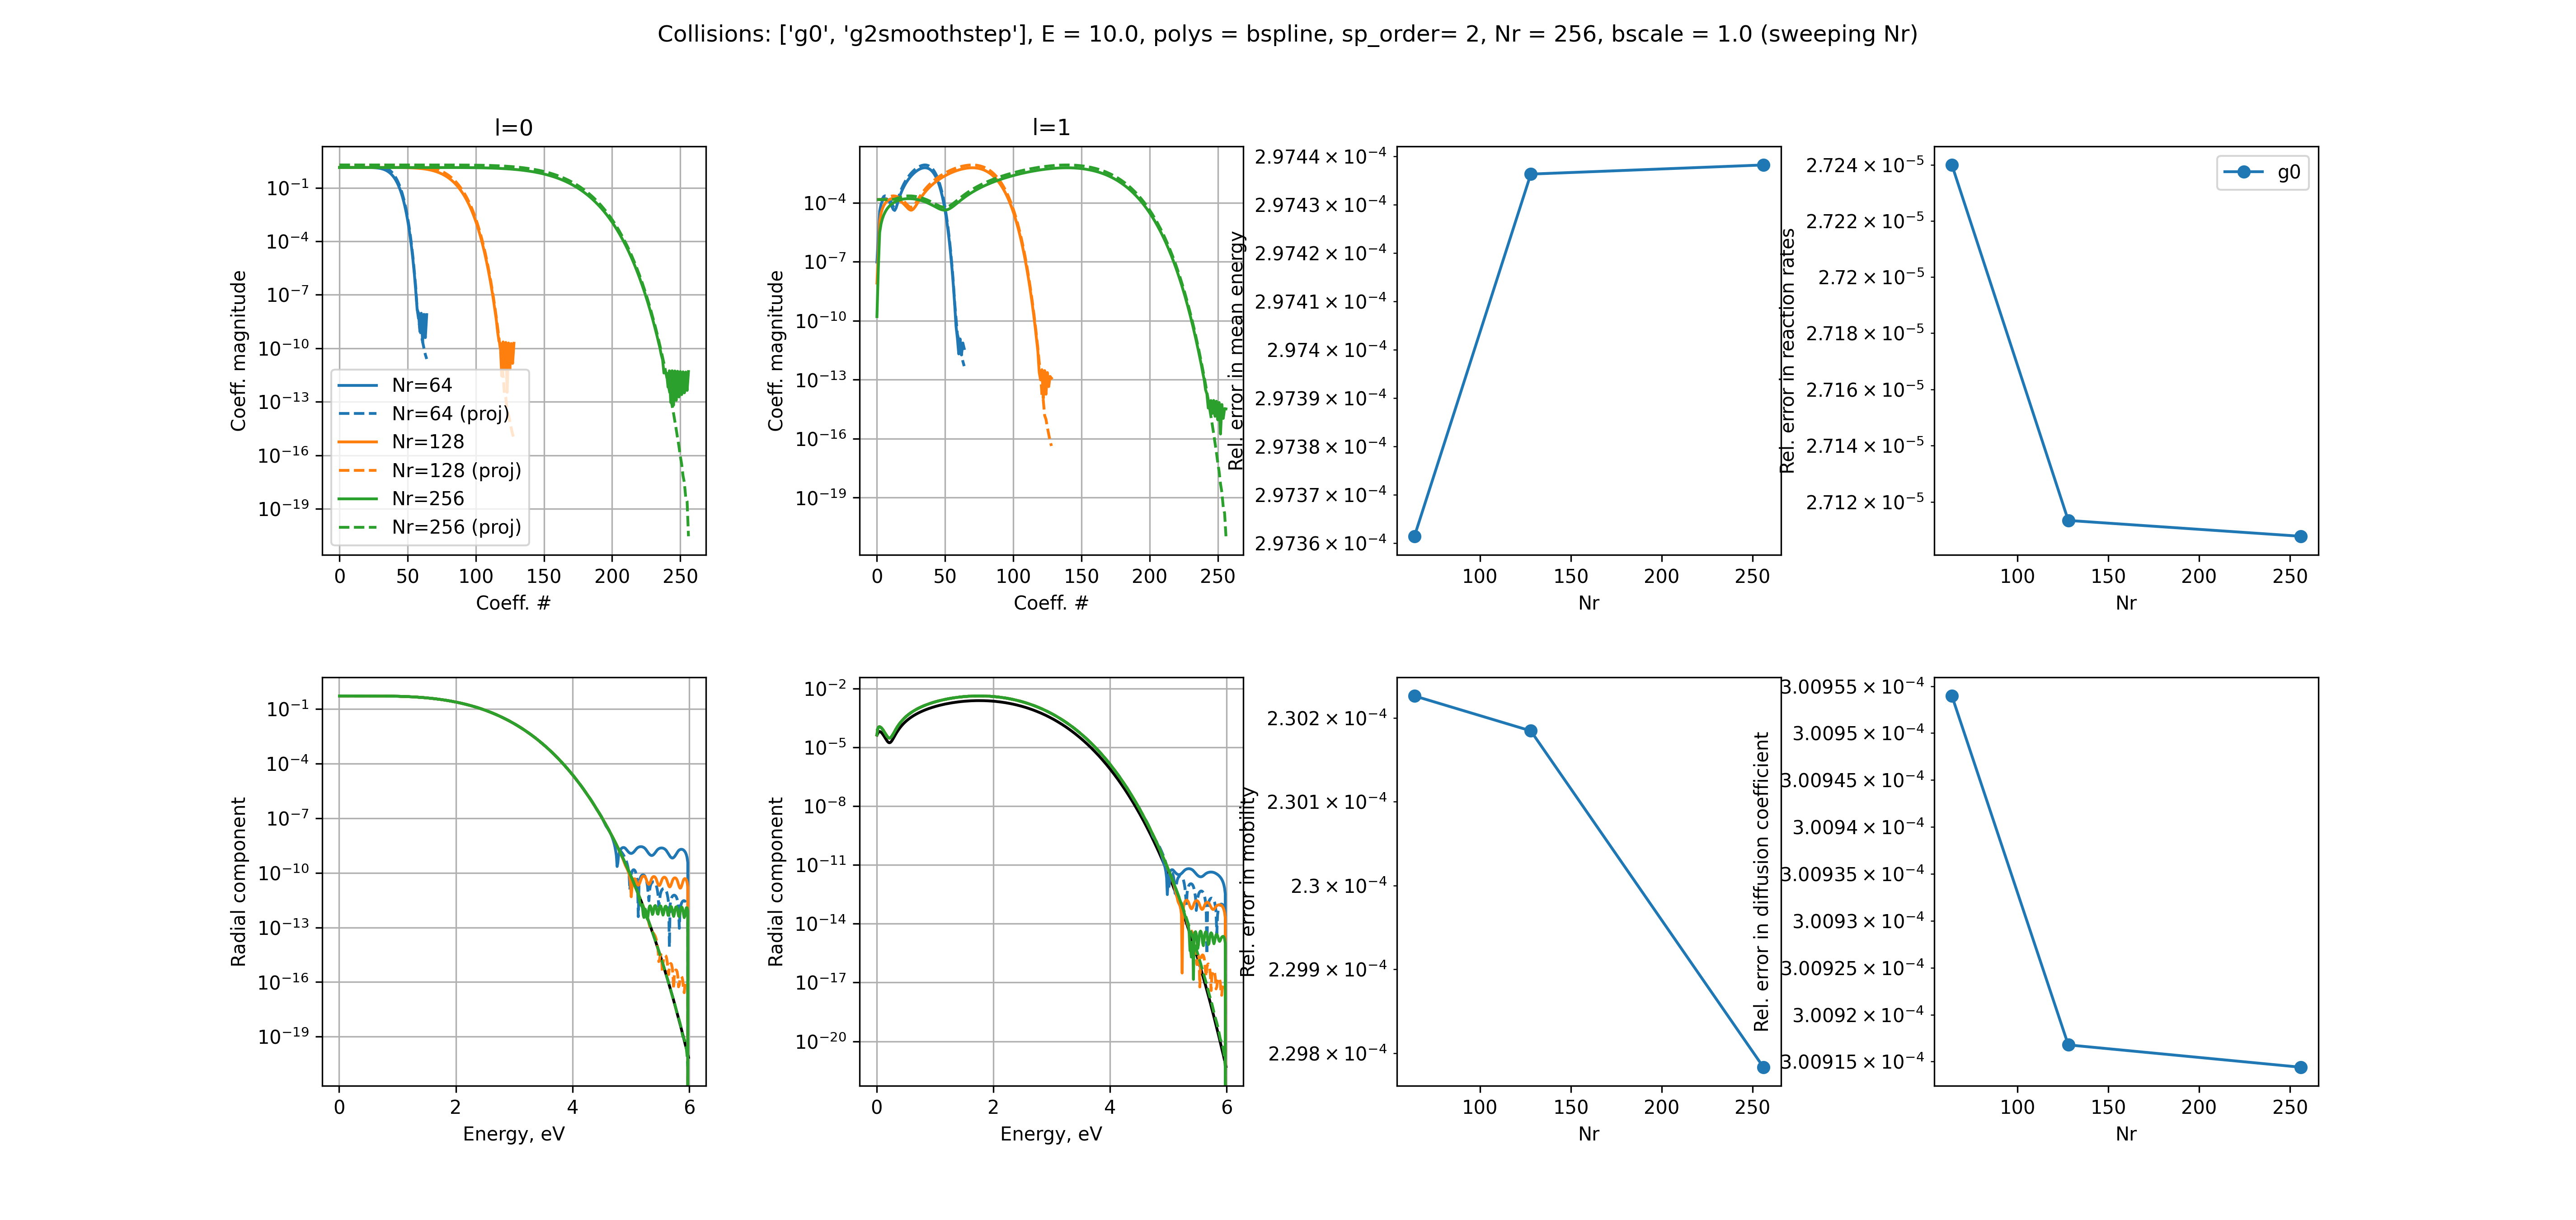 Collisions: ['g0', 'g2smoothstep'], E = 10.0, polys = bspline, sp_order= 2, Nr = 256, bscale = 1.0 (sweeping Nr)
l=0
Coeff. magnitude
10⁻¹
10⁻⁴
10⁻⁷
10⁻¹⁰
10⁻¹³
10⁻¹⁶
10⁻¹⁹
Nr=64
Nr=64 (proj)
Nr=128
Nr=128 (proj)
Nr=256
Nr=256 (proj)
0 50 100 150 200 250
Coeff. #
l=1
Coeff. magnitude
10⁻⁴
10⁻⁷
10⁻¹⁰
10⁻¹³
10⁻¹⁶
10⁻¹⁹
0 50 100 150 200 250
Coeff. #
Rel. error in mean energy
2.9744 × 10⁻⁴
2.9743 × 10⁻⁴
2.9742 × 10⁻⁴
2.9741 × 10⁻⁴
2.974 × 10⁻⁴
2.9739 × 10⁻⁴
2.9738 × 10⁻⁴
2.9737 × 10⁻⁴
2.9736 × 10⁻⁴
100 150 200 250
Nr
Rel. error in reaction rates
2.724 × 10⁻⁵
2.722 × 10⁻⁵
2.72 × 10⁻⁵
2.718 × 10⁻⁵
2.716 × 10⁻⁵
2.714 × 10⁻⁵
2.712 × 10⁻⁵
g0
100 150 200 250
Nr
Radial component
10⁻¹
10⁻⁴
10⁻⁷
10⁻¹⁰
10⁻¹³
10⁻¹⁶
10⁻¹⁹
0 2 4 6
Energy, eV
Radial component
10⁻²
10⁻⁵
10⁻⁸
10⁻¹¹
10⁻¹⁴
10⁻¹⁷
10⁻²⁰
0 2 4 6
Energy, eV
Rel. error in mobility
2.302 × 10⁻⁴
2.301 × 10⁻⁴
2.3 × 10⁻⁴
2.299 × 10⁻⁴
2.298 × 10⁻⁴
100 150 200 250
Nr
Rel. error in diffusion coefficient
3.00955 × 10⁻⁴
3.0095 × 10⁻⁴
3.00945 × 10⁻⁴
3.0094 × 10⁻⁴
3.00935 × 10⁻⁴
3.0093 × 10⁻⁴
3.00925 × 10⁻⁴
3.0092 × 10⁻⁴
3.00915 × 10⁻⁴
100 150 200 250
Nr